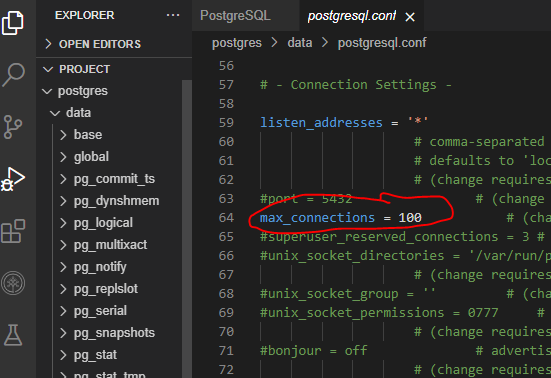 EXPLORER
PostgreSQL
postgresql.conf
OPEN EDITORS
postgres > data > postgresql.conf
PROJECT
postgres
data
base
global
pg_commit_ts
pg_dynshmem
pg_logical
pg_multixact
pg_notify
pg_replslot
pg_serial
pg_snapshots
pg_stat
pg_stat_tmp
56
57 # - Connection Settings -
58
59 listen_addresses = '*'
60 # comma-separated
61 # defaults to 'loc
62 # (change requires
63 #port = 5432 # (change
64 max_connections = 100 # (cha
65 #superuser_reserved_connections = 3 #
66 #unix_socket_directories = '/var/run/p
67 # (change requires
68 #unix_socket_group = '' # (cha
69 #unix_socket_permissions = 0777 #
70 # (change requires
71 #bonjour = off # advertis
72 # (change requires